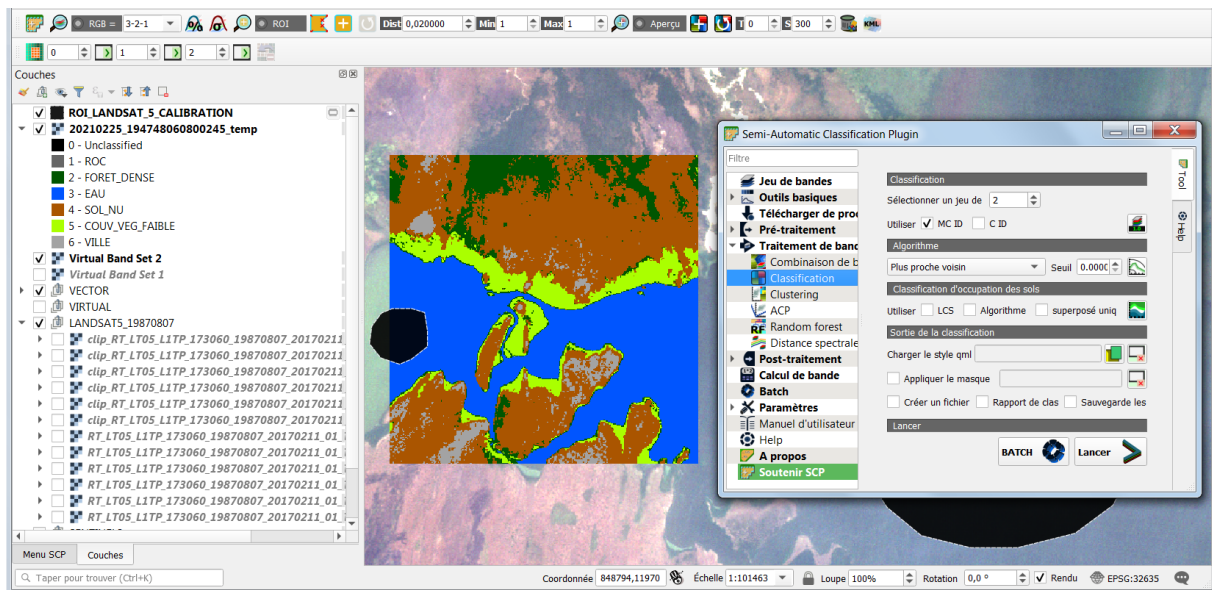 RGB = 3-2-1 ROI Dist 0,020000 Min 1 Max 1 Aperçu T 0 S 300 KML
0 1 2
Couches
ROI_LANDSAT_5_CALIBRATION
20210225_194748060800245_temp
0 - Unclassified
1 - ROC
2 - FORET_DENSE
3 - EAU
4 - SOL_NU
5 - COUV_VEG_FAIBLE
6 - VILLE
Virtual Band Set 2
Virtual Band Set 1
VECTOR
VIRTUAL
LANDSAT5_19870807
clip_RT_LT05_L1TP_173060_19870807_20170211
clip_RT_LT05_L1TP_173060_19870807_20170211
clip_RT_LT05_L1TP_173060_19870807_20170211
clip_RT_LT05_L1TP_173060_19870807_20170211
clip_RT_LT05_L1TP_173060_19870807_20170211
clip_RT_LT05_L1TP_173060_19870807_20170211
RT_LT05_L1TP_173060_19870807_20170211_01
RT_LT05_L1TP_173060_19870807_20170211_01
RT_LT05_L1TP_173060_19870807_20170211_01
RT_LT05_L1TP_173060_19870807_20170211_01
RT_LT05_L1TP_173060_19870807_20170211_01
RT_LT05_L1TP_173060_19870807_20170211_01
Menu SCP Couches
Semi-Automatic Classification Plugin
Filtre
Jeu de bandes
Outils basiques
Télécharger de pro
Pré-traitement
Traitement de band
Combinaison de b
Classification
Clustering
ACP
Random forest
Distance spectrale
Post-traitement
Calcul de bande
Batch
Paramètres
Manuel d'utilisateur
Help
A propos
Soutenir SCP
Classification
Sélectionner un jeu de 2
Utiliser MC ID C ID
Algorithme
Plus proche voisin Seuil 0.000
Classification d'occupation des sols
Utiliser LCS Algorithme superposé uniq
Sortie de la classification
Charger le style qml
Appliquer le masque
Créer un fichier Rapport de clas Sauvegarde les
Lancer
BATCH Lancer
Tool
Help
Taper pour trouver (Ctrl+K) Coordonnée 848794,11970 Échelle 1:101463 Loupe 100% Rotation 0,0 ° Rendu EPSG:32635